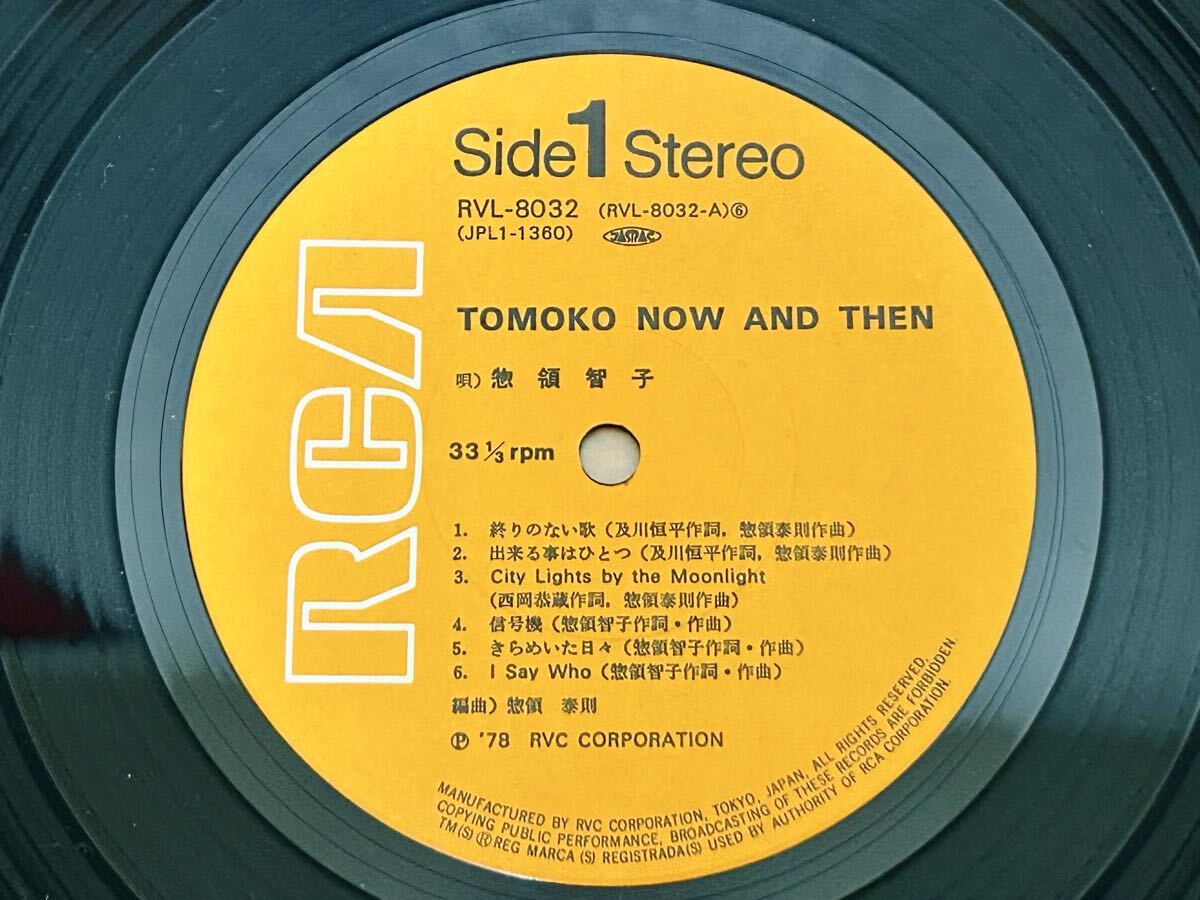 RCA
Side 1 Stereo
RVL-8032 (RVL-8032-A)⑥
(JPL1-1360) JASRAC
TOMOKO NOW AND THEN
唄) 惣領智子
33 1/3 rpm
1. 終りのない歌 (及川恒平作詞, 惣領泰則作曲)
2. 出来る事はひとつ (及川恒平作詞, 惣領泰則作曲)
3. City Lights by the Moonlight
(西岡恭蔵作詞, 惣領泰則作曲)
4. 信号機 (惣領智子作詞・作曲)
5. きらめいた日々 (惣領智子作詞・作曲)
6. I Say Who (惣領智子作詞・作曲)
編曲) 惣領 泰則
Ⓟ '78 RVC CORPORATION
MANUFACTURED BY RVC CORPORATION, TOKYO, JAPAN, ALL RIGHTS RESERVED,
COPYING PUBLIC PERFORMANCE, BROADCASTING OF THESE RECORDS ARE FORBIDDEN.
TM(S) ® REG MARCA (S) REGISTRADA(S) USED BY AUTHORITY OF RCA CORPORATION.